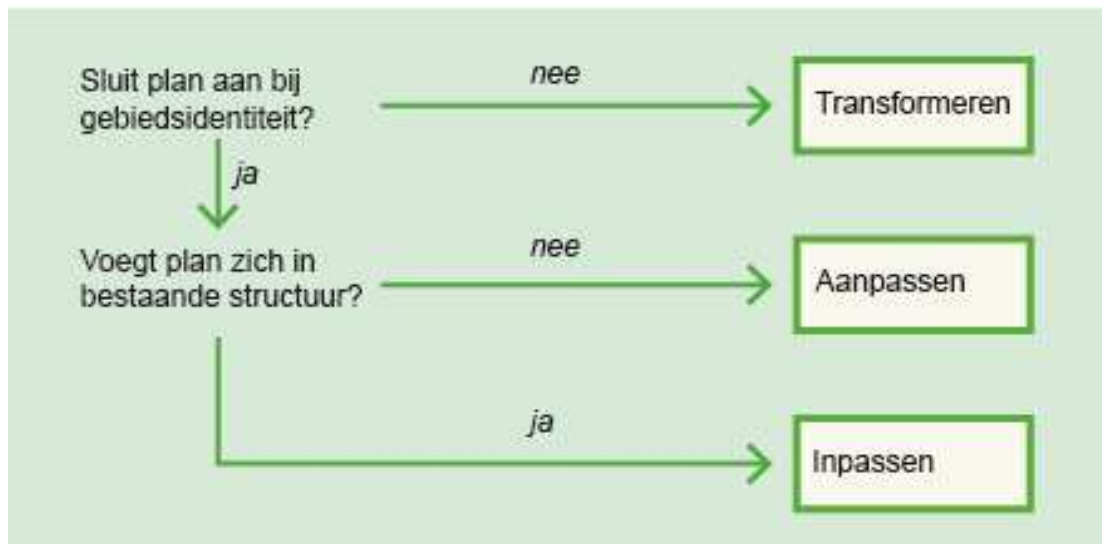 Sluit plan aan bij
gebiedsidentiteit?
nee
Transformeren
ja
Voegt plan zich in
bestaande structuur?
nee
Aanpassen
ja
Inpassen